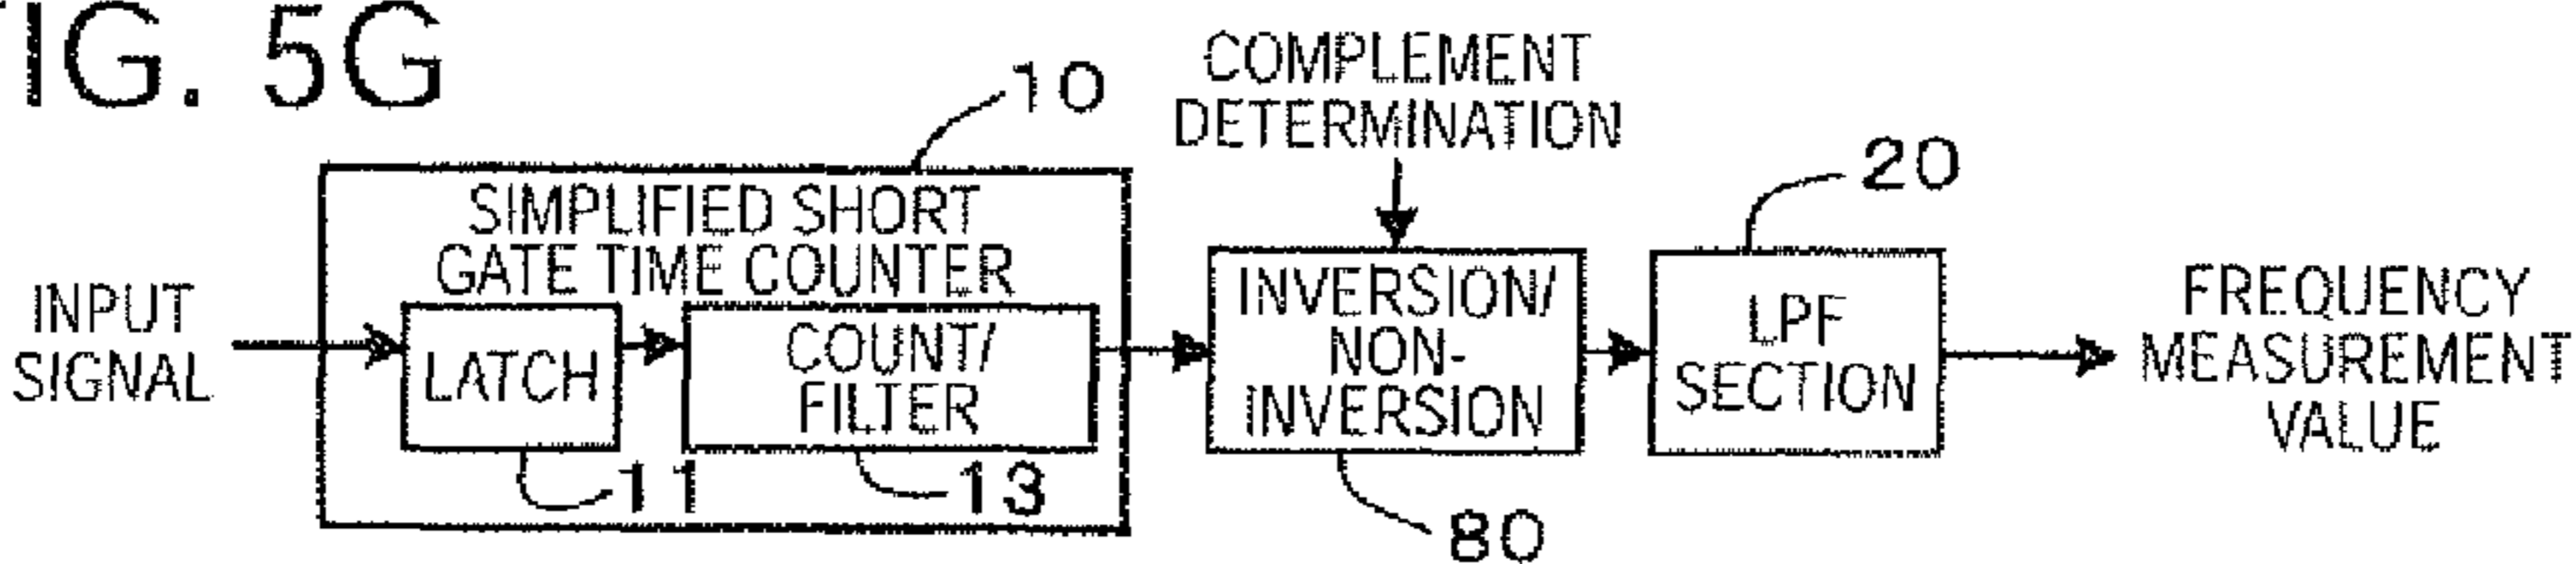 FIG. 5G
10
COMPLEMENT
DETERMINATION
20
SIMPLIFIED SHORT
GATE TIME COUNTER
INPUT
SIGNAL
LATCH
COUNT/
FILTER
INVERSION/
NON-
INVERSION
LPF
SECTION
FREQUENCY
MEASUREMENT
VALUE
11
13
80